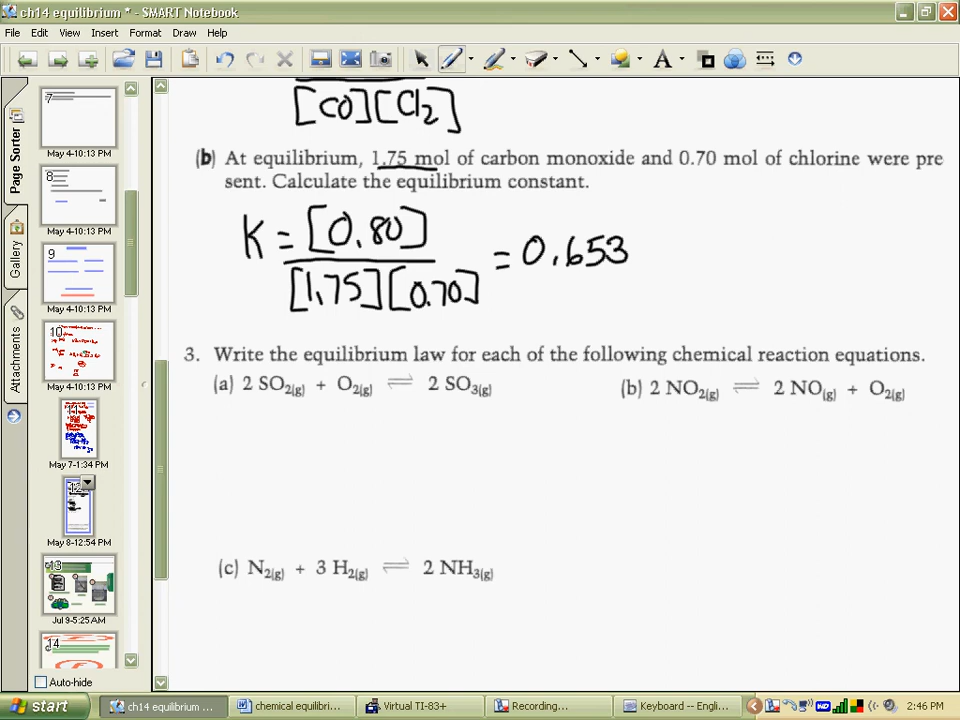 ch14 equilibrium * - SMART Notebook
File Edit View Insert Format Draw Help
[CO][Cl2]
(b) At equilibrium, 1.75 mol of carbon monoxide and 0.70 mol of chlorine were pre
sent. Calculate the equilibrium constant.
K = [0.80]
[1.75][0.70]
= 0.653
3. Write the equilibrium law for each of the following chemical reaction equations.
(a) 2 SO2(g) + O2(g) ⇌ 2 SO3(g)
(b) 2 NO2(g) ⇌ 2 NO(g) + O2(g)
(c) N2(g) + 3 H2(g) ⇌ 2 NH3(g)
Page Sorter
Gallery
Attachments
7
May 4-10:13 PM
8
May 4-10:13 PM
9
May 4-10:13 PM
10
May 4-10:13 PM
May 7-1:34 PM
12
May 8-12:54 PM
13
Jul 9-5:25 AM
14
Auto-hide
start
ch14 equilibrium ...
chemical equilibri...
Virtual TI-83+
Recording...
Keyboard -- Engl...
2:46 PM